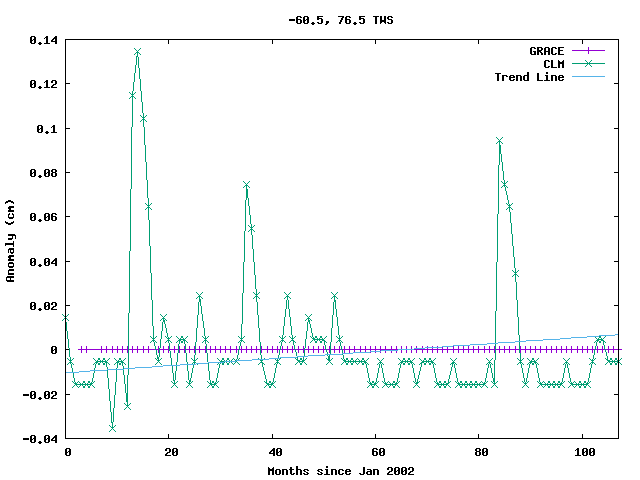 -60.5, 76.5 TWS
GRACE
CLM
Trend Line
Anomaly (cm)
0.14
0.12
0.1
0.08
0.06
0.04
0.02
0
-0.02
-0.04
0 20 40 60 80 100
Months since Jan 2002